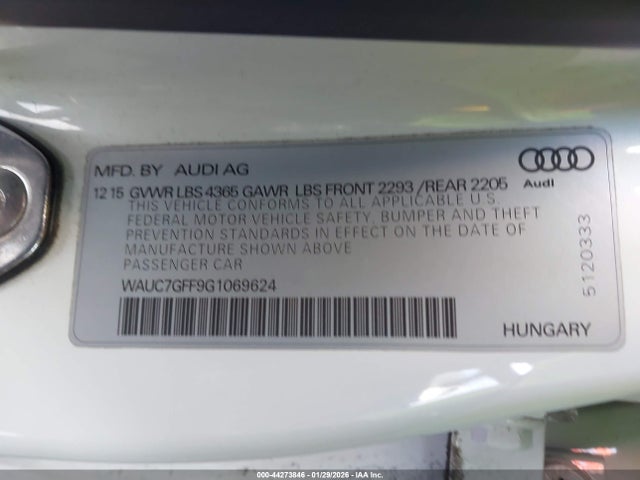 MFD. BY AUDI AG
12 15 GVWR LBS 4365 GAWR LBS FRONT 2293 /REAR 2205
Audi
THIS VEHICLE CONFORMS TO ALL APPLICABLE U.S.
FEDERAL MOTOR VEHICLE SAFETY, BUMPER AND THEFT
PREVENTION STANDARDS IN EFFECT ON THE DATE OF
MANUFACTURE SHOWN ABOVE
PASSENGER CAR
WAUC7GFF9G1069624
5120333
HUNGARY
000-44273846 - 01/29/2026 - © IAA Inc.